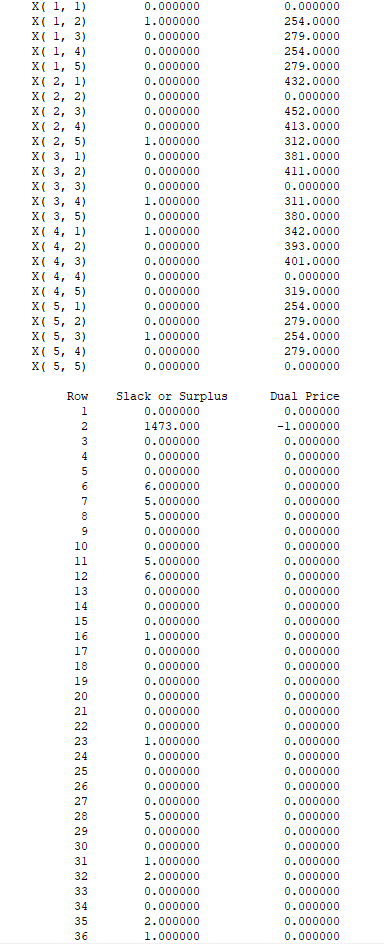 X( 1, 1) 0.000000 0.000000
X( 1, 2) 1.000000 254.0000
X( 1, 3) 0.000000 279.0000
X( 1, 4) 0.000000 254.0000
X( 1, 5) 0.000000 279.0000
X( 2, 1) 0.000000 432.0000
X( 2, 2) 0.000000 0.000000
X( 2, 3) 0.000000 452.0000
X( 2, 4) 0.000000 413.0000
X( 2, 5) 1.000000 312.0000
X( 3, 1) 0.000000 381.0000
X( 3, 2) 0.000000 411.0000
X( 3, 3) 0.000000 0.000000
X( 3, 4) 1.000000 311.0000
X( 3, 5) 0.000000 380.0000
X( 4, 1) 1.000000 342.0000
X( 4, 2) 0.000000 393.0000
X( 4, 3) 0.000000 401.0000
X( 4, 4) 0.000000 0.000000
X( 4, 5) 0.000000 319.0000
X( 5, 1) 0.000000 254.0000
X( 5, 2) 0.000000 279.0000
X( 5, 3) 1.000000 254.0000
X( 5, 4) 0.000000 279.0000
X( 5, 5) 0.000000 0.000000
Row Slack or Surplus Dual Price
1 0.000000 0.000000
2 1473.000 -1.000000
3 0.000000 0.000000
4 0.000000 0.000000
5 0.000000 0.000000
6 6.000000 0.000000
7 5.000000 0.000000
8 5.000000 0.000000
9 0.000000 0.000000
10 0.000000 0.000000
11 5.000000 0.000000
12 6.000000 0.000000
13 0.000000 0.000000
14 0.000000 0.000000
15 0.000000 0.000000
16 1.000000 0.000000
17 0.000000 0.000000
18 0.000000 0.000000
19 0.000000 0.000000
20 0.000000 0.000000
21 0.000000 0.000000
22 0.000000 0.000000
23 1.000000 0.000000
24 0.000000 0.000000
25 0.000000 0.000000
26 0.000000 0.000000
27 0.000000 0.000000
28 5.000000 0.000000
29 0.000000 0.000000
30 0.000000 0.000000
31 1.000000 0.000000
32 2.000000 0.000000
33 0.000000 0.000000
34 0.000000 0.000000
35 2.000000 0.000000
36 1.000000 0.000000